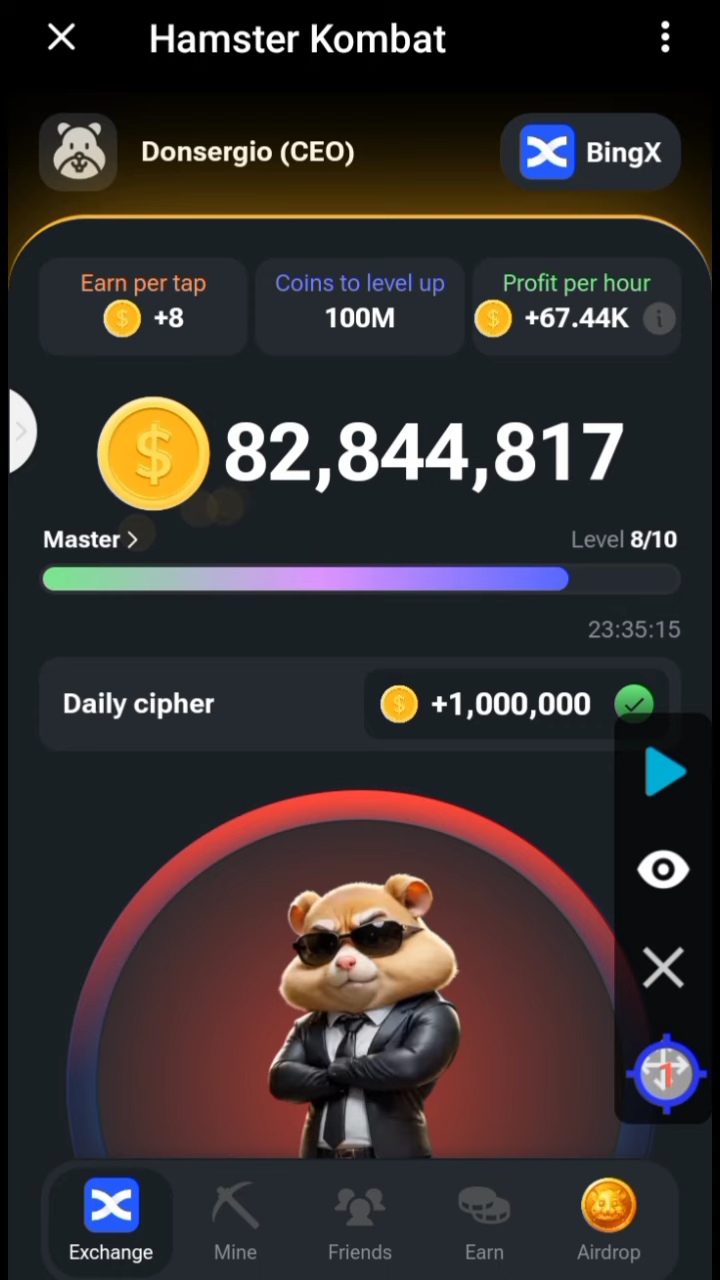 Hamster Kombat
Donsergio (CEO)
BingX
Earn per tap
+8
Coins to level up
100M
Profit per hour
+67.44K
82,844,817
Master
Level 8/10
23:35:15
Daily cipher
+1,000,000
1
Exchange
Mine
Friends
Earn
Airdrop